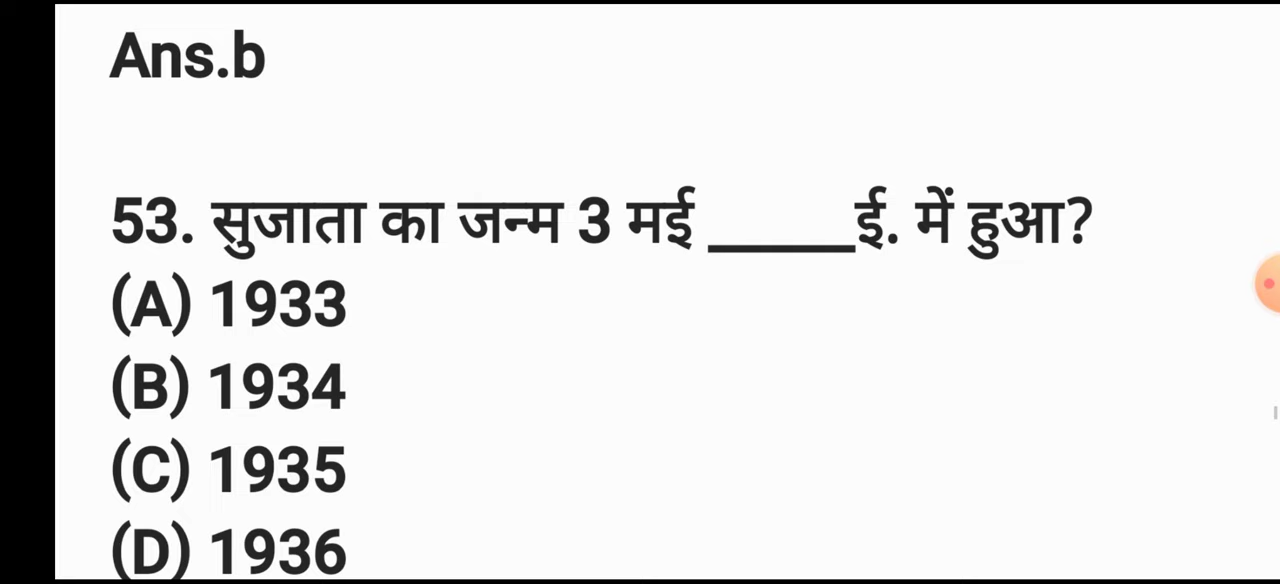 Ans.b
53. सुजाता का जन्म 3 मई _____ई. में हुआ?
(A) 1933
(B) 1934
(C) 1935
(D) 1936